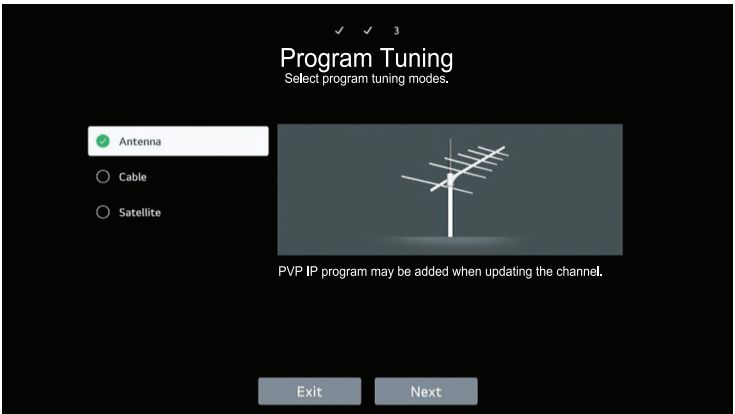 3
Program Tuning
Select program tuning modes.
Antenna
Cable
Satellite
PVP IP program may be added when updating the channel.
Exit Next